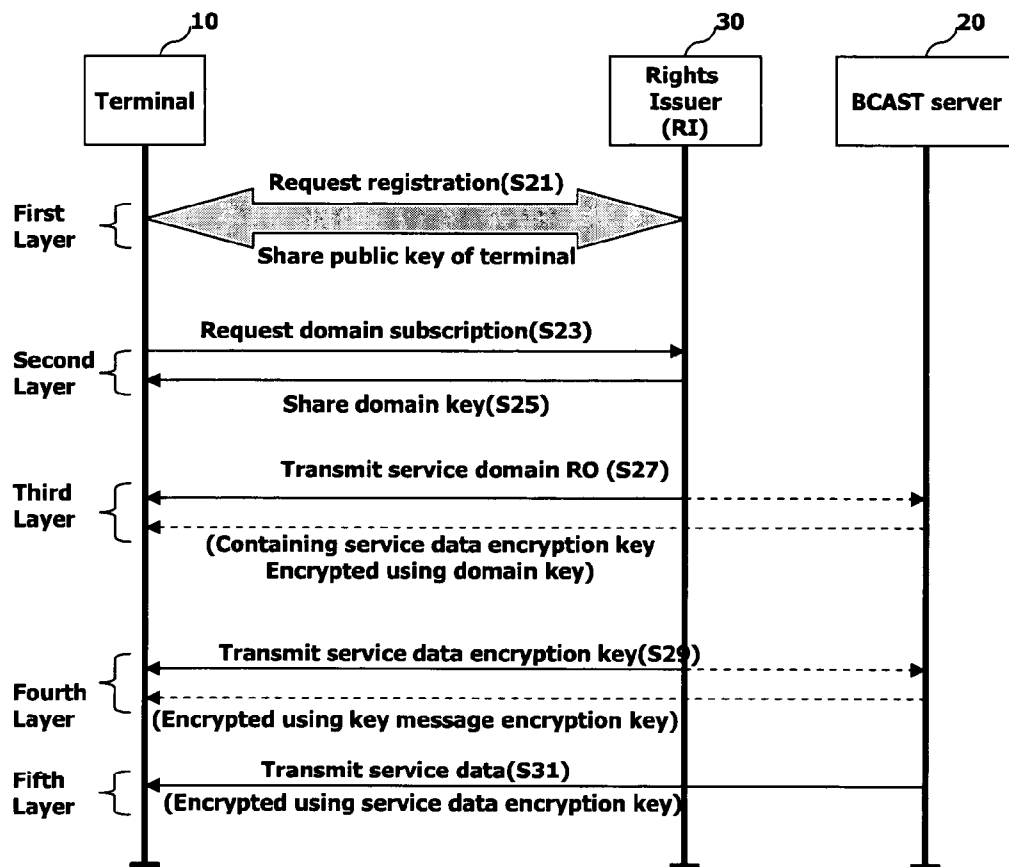 10
30
20
Terminal
Rights
Issuer
(RI)
BCAST server
Request registration(S21)
First
Layer
Share public key of terminal
Request domain subscription(S23)
Second
Layer
Share domain key(S25)
Transmit service domain RO (S27)
Third
Layer
(Containing service data encryption key
Encrypted using domain key)
Transmit service data encryption key(S29)
Fourth
Layer
(Encrypted using key message encryption key)
Transmit service data(S31)
Fifth
Layer
(Encrypted using service data encryption key)